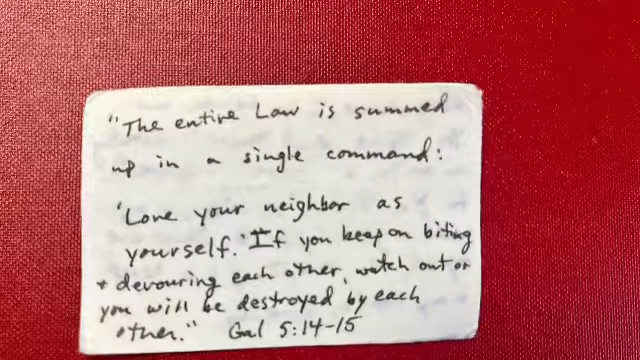 "The entire Law is summed
up in a single command:
'Love your neighbor as
yourself.' If you keep on biting
+ devouring each other, watch out or
you will be destroyed by each
other." Gal 5:14-15